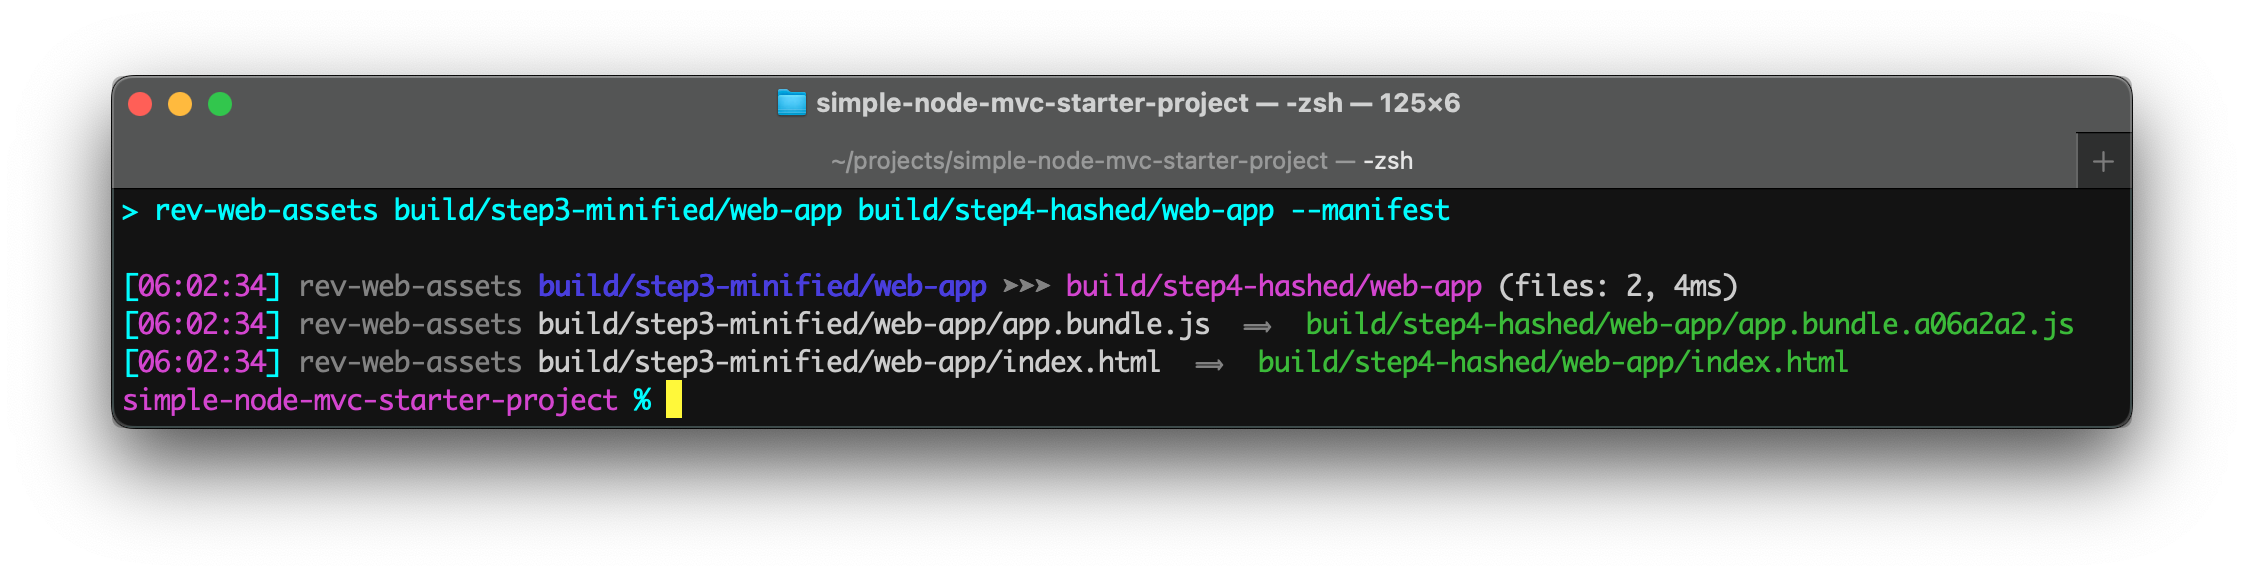 simple-node-mvc-starter-project — -zsh — 125×6
~/projects/simple-node-mvc-starter-project — -zsh
> rev-web-assets build/step3-minified/web-app build/step4-hashed/web-app --manifest
[06:02:34] rev-web-assets build/step3-minified/web-app ➤➤➤ build/step4-hashed/web-app (files: 2, 4ms)
[06:02:34] rev-web-assets build/step3-minified/web-app/app.bundle.js ⟹ build/step4-hashed/web-app/app.bundle.a06a2a2.js
[06:02:34] rev-web-assets build/step3-minified/web-app/index.html ⟹ build/step4-hashed/web-app/index.html
simple-node-mvc-starter-project %